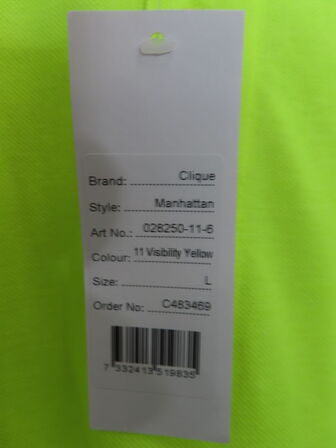 Brand: Clique
Style: Manhattan
Art No.: 028250-11-6
Colour: 11 Visibility Yellow
Size: L
Order No: C483469
7 332413 519835